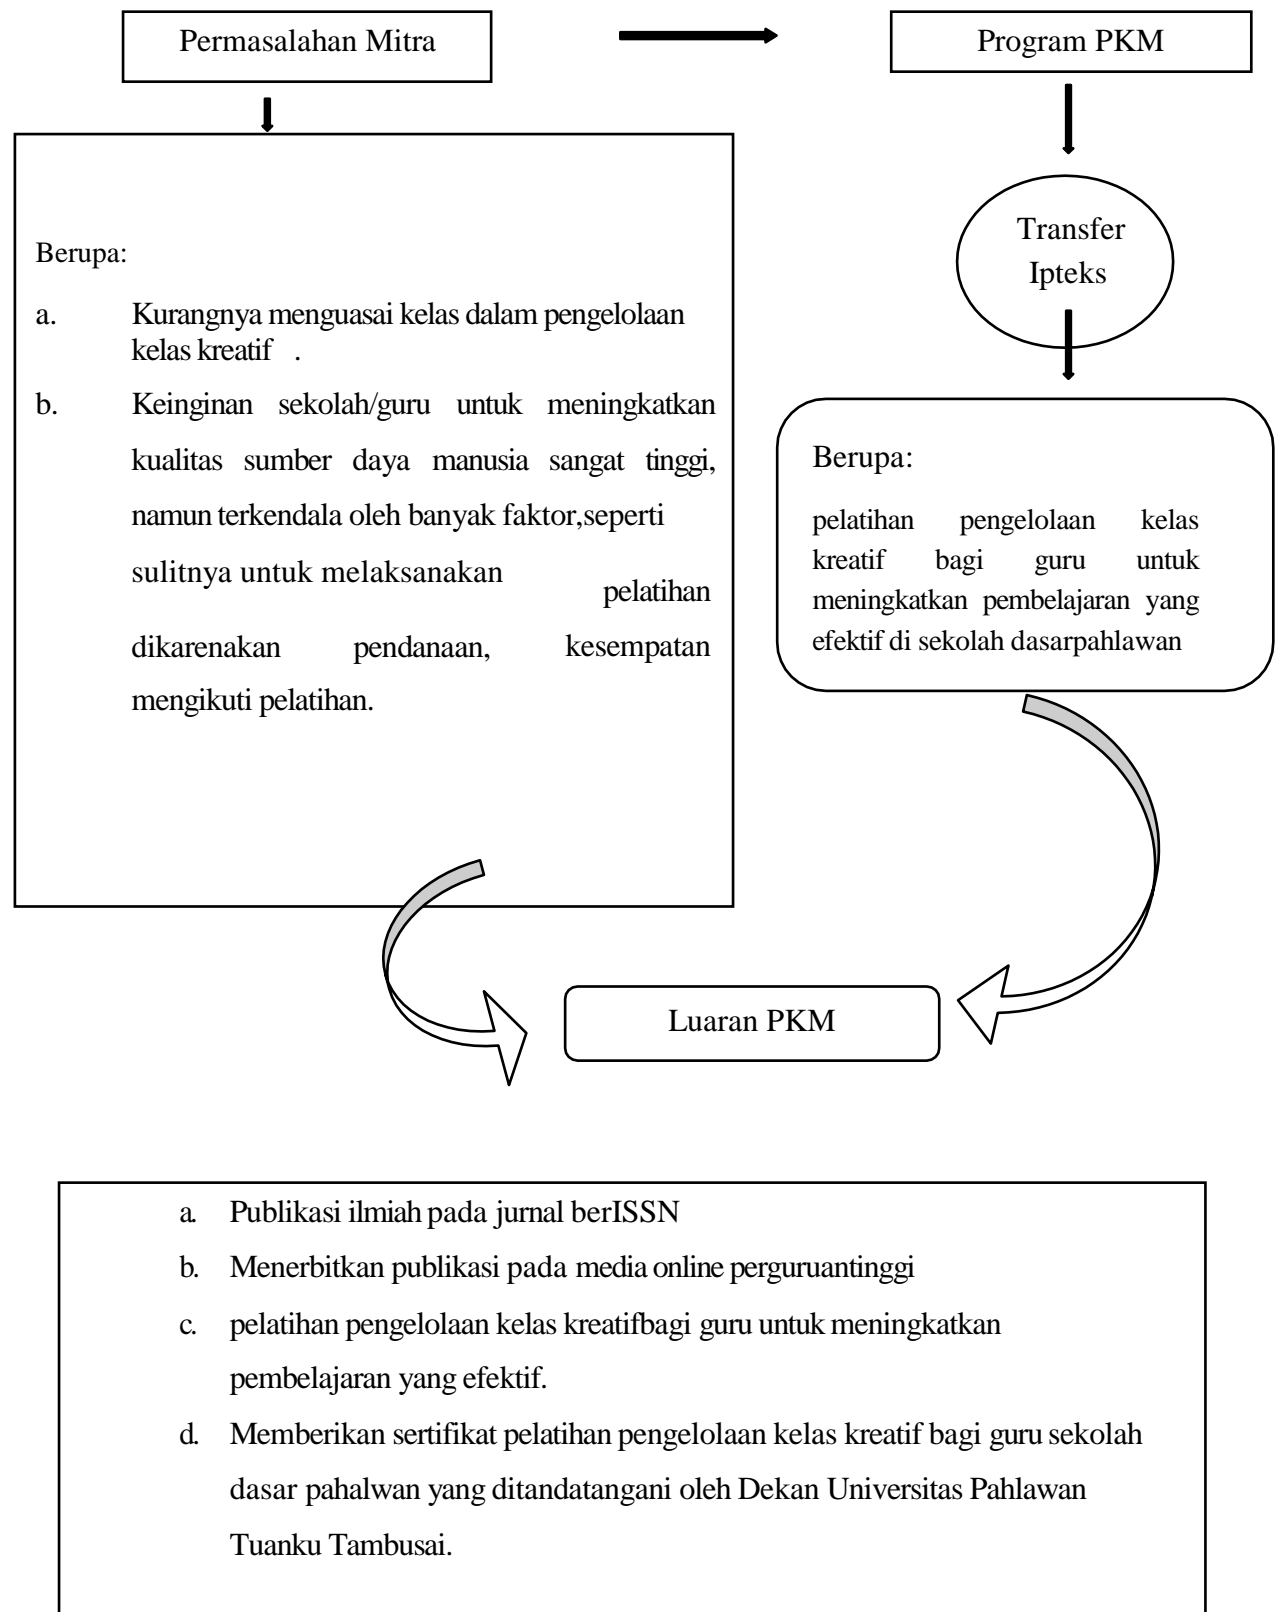 Permasalahan Mitra
Program PKM
Berupa:
a. Kurangnya menguasai kelas dalam pengelolaan
kelas kreatif .
b. Keinginan sekolah/guru untuk meningkatkan
kualitas sumber daya manusia sangat tinggi,
namun terkendala oleh banyak faktor,seperti
sulitnya untuk melaksanakan pelatihan
dikarenakan pendanaan, kesempatan
mengikuti pelatihan.
Transfer
Ipteks
Berupa:
pelatihan pengelolaan kelas
kreatif bagi guru untuk
meningkatkan pembelajaran yang
efektif di sekolah dasarpahlawan
Luaran PKM
a. Publikasi ilmiah pada jurnal berISSN
b. Menerbitkan publikasi pada media online perguruantinggi
c. pelatihan pengelolaan kelas kreatifbagi guru untuk meningkatkan
pembelajaran yang efektif.
d. Memberikan sertifikat pelatihan pengelolaan kelas kreatif bagi guru sekolah
dasar pahalwan yang ditandatangani oleh Dekan Universitas Pahlawan
Tuanku Tambusai.